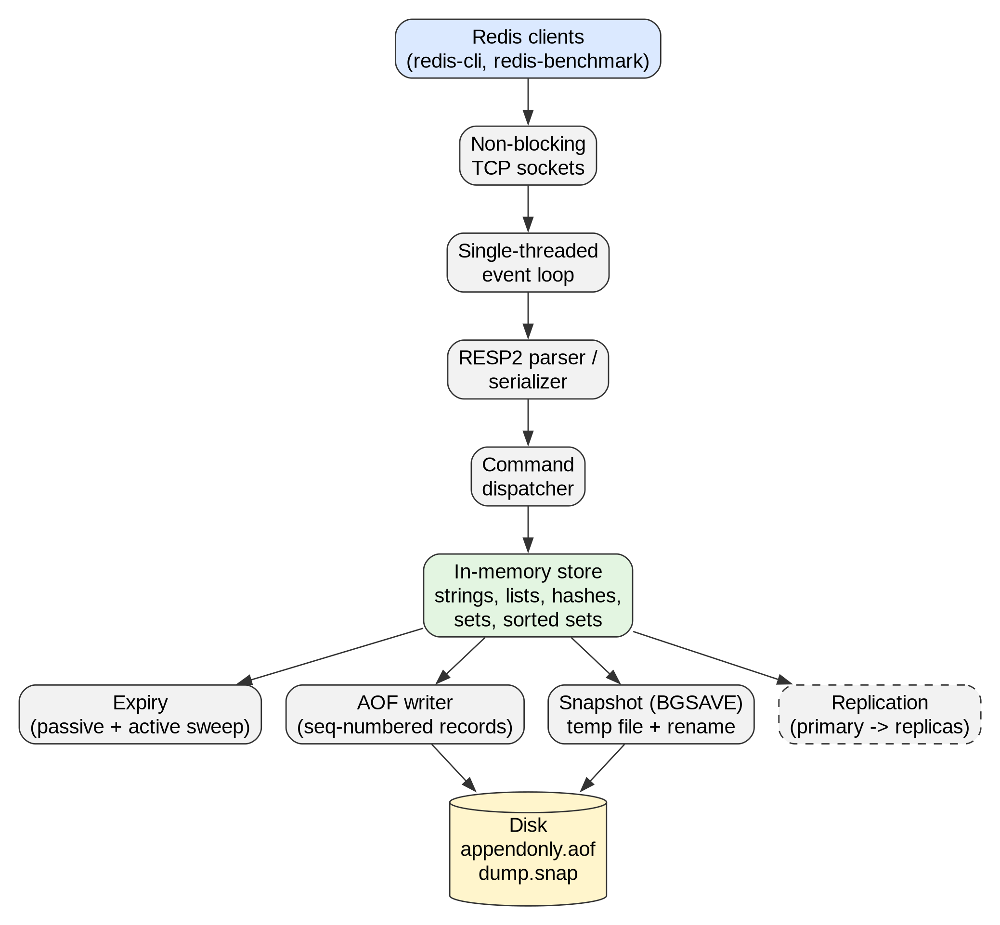 Redis clients
(redis-cli, redis-benchmark)
Non-blocking
TCP sockets
Single-threaded
event loop
RESP2 parser /
serializer
Command
dispatcher
In-memory store
strings, lists, hashes,
sets, sorted sets
Expiry
(passive + active sweep)
AOF writer
(seq-numbered records)
Snapshot (BGSAVE)
temp file + rename
Replication
(primary -> replicas)
Disk
appendonly.aof
dump.snap